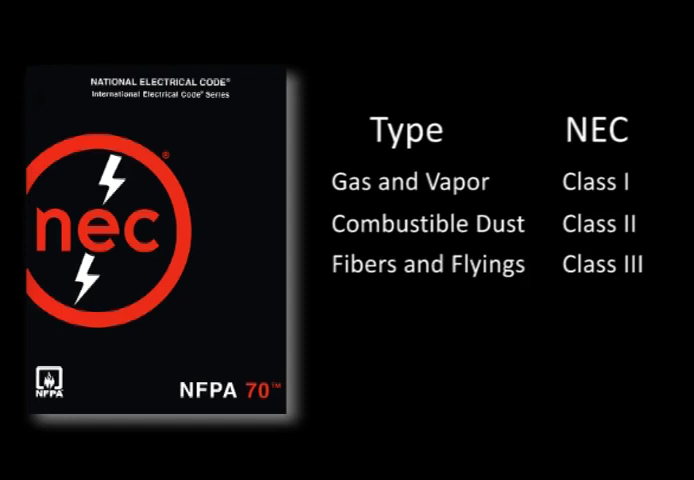 NATIONAL ELECTRICAL CODE®
International Electrical Code® Series
nec®
NFPA
NFPA 70™
Type NEC
Gas and Vapor Class I
Combustible Dust Class II
Fibers and Flyings Class III